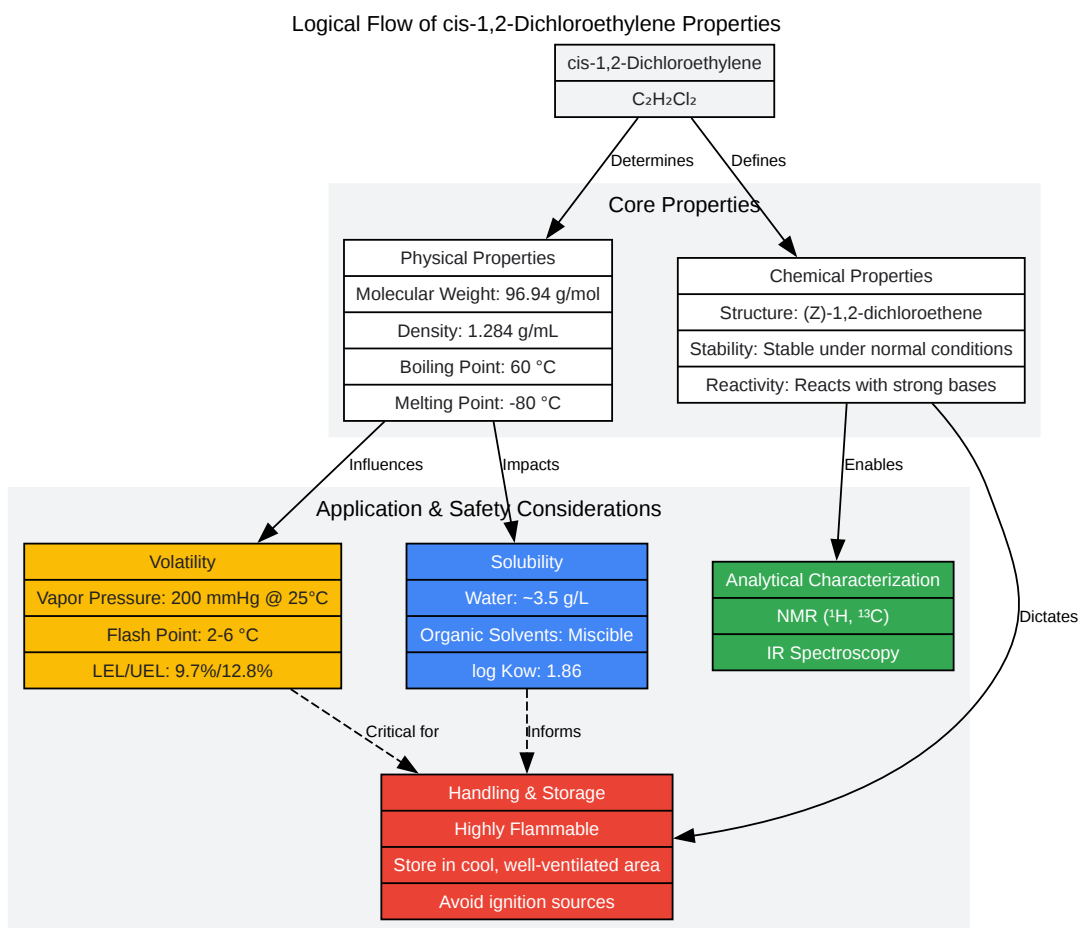 Logical Flow of cis-1,2-Dichloroethylene Properties
cis-1,2-Dichloroethylene
C₂H₂Cl₂
Determines
Defines
Core Properties
Physical Properties
Molecular Weight: 96.94 g/mol
Density: 1.284 g/mL
Boiling Point: 60 °C
Melting Point: -80 °C
Chemical Properties
Structure: (Z)-1,2-dichloroethene
Stability: Stable under normal conditions
Reactivity: Reacts with strong bases
Influences
Impacts
Enables
Dictates
Application & Safety Considerations
Volatility
Vapor Pressure: 200 mmHg @ 25°C
Flash Point: 2-6 °C
LEL/UEL: 9.7%/12.8%
Solubility
Water: ~3.5 g/L
Organic Solvents: Miscible
log Kow: 1.86
Analytical Characterization
NMR (¹H, ¹³C)
IR Spectroscopy
Critical for
Informs
Handling & Storage
Highly Flammable
Store in cool, well-ventilated area
Avoid ignition sources